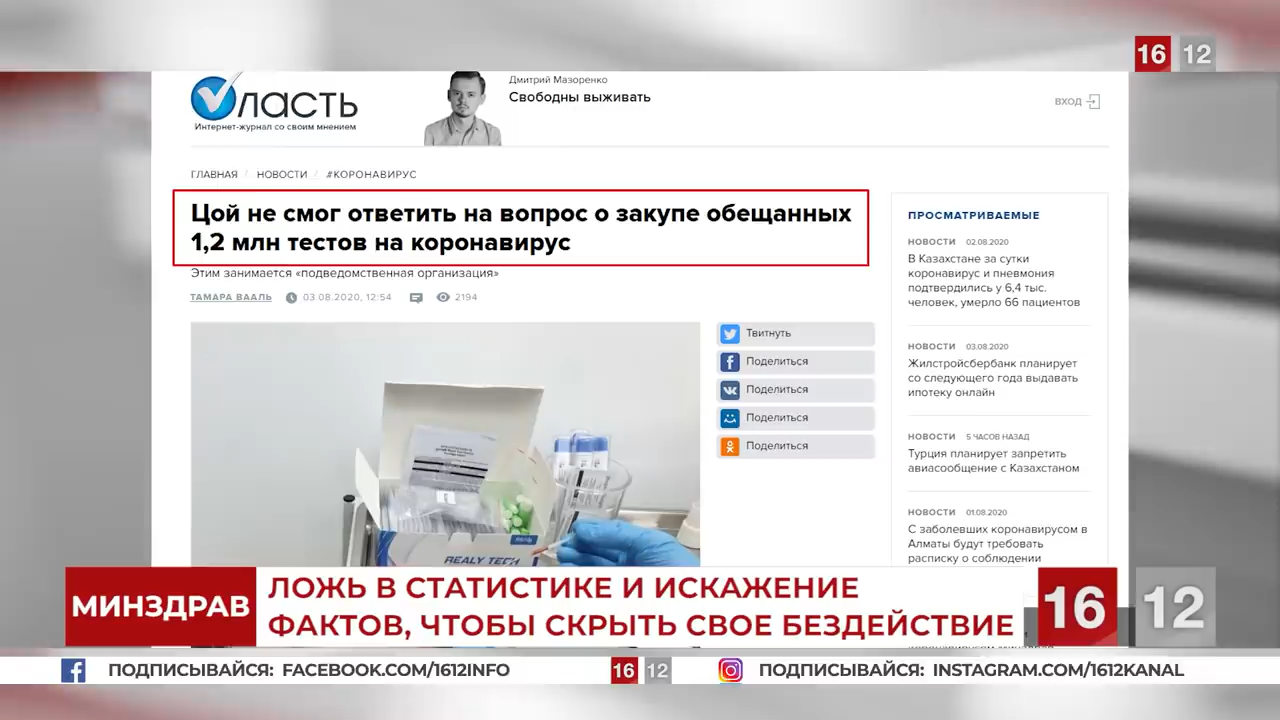 16 12
Vласть
Интернет-журнал со своим мнением
Дмитрий Мазоренко
Свободны выживать
ВХОД
ГЛАВНАЯ / НОВОСТИ / #КОРОНАВИРУС
Цой не смог ответить на вопрос о закупе обещанных
1,2 млн тестов на коронавирус
Этим занимается «подведомственная организация»
ТАМАРА ВААЛЬ 03.08.2020, 12:54 2194
Твитнуть
Поделиться
Поделиться
Поделиться
Поделиться
ПРОСМАТРИВАЕМЫЕ
НОВОСТИ 02.08.2020
В Казахстане за сутки
коронавирус и пневмония
подтвердились у 6,4 тыс.
человек, умерло 66 пациентов
НОВОСТИ 03.08.2020
Жилстройсбербанк планирует
со следующего года выдавать
ипотеку онлайн
НОВОСТИ 5 ЧАСОВ НАЗАД
Турция планирует запретить
авиасообщение с Казахстаном
НОВОСТИ 01.08.2020
С заболевших коронавирусом в
Алматы будут требовать
расписку о соблюдении
REALY TECH
МИНЗДРАВ
ЛОЖЬ В СТАТИСТИКЕ И ИСКАЖЕНИЕ
ФАКТОВ, ЧТОБЫ СКРЫТЬ СВОЕ БЕЗДЕЙСТВИЕ
16 12
ПОДПИСЫВАЙСЯ: FACEBOOK.COM/1612INFO
16 12
ПОДПИСЫВАЙСЯ: INSTAGRAM.COM/1612KANAL